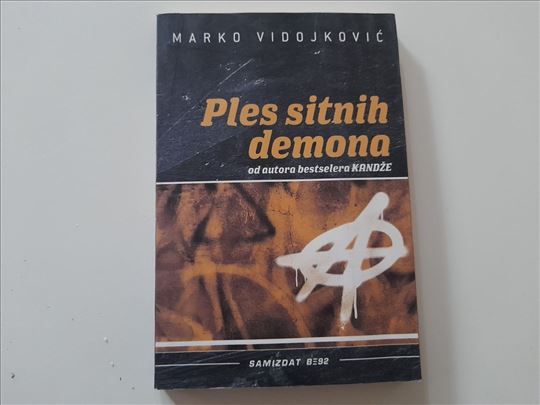 MARKO VIDOJKOVIĆ
Ples sitnih
demona
od autora bestselera KANDŽE
SAMIZDAT B92